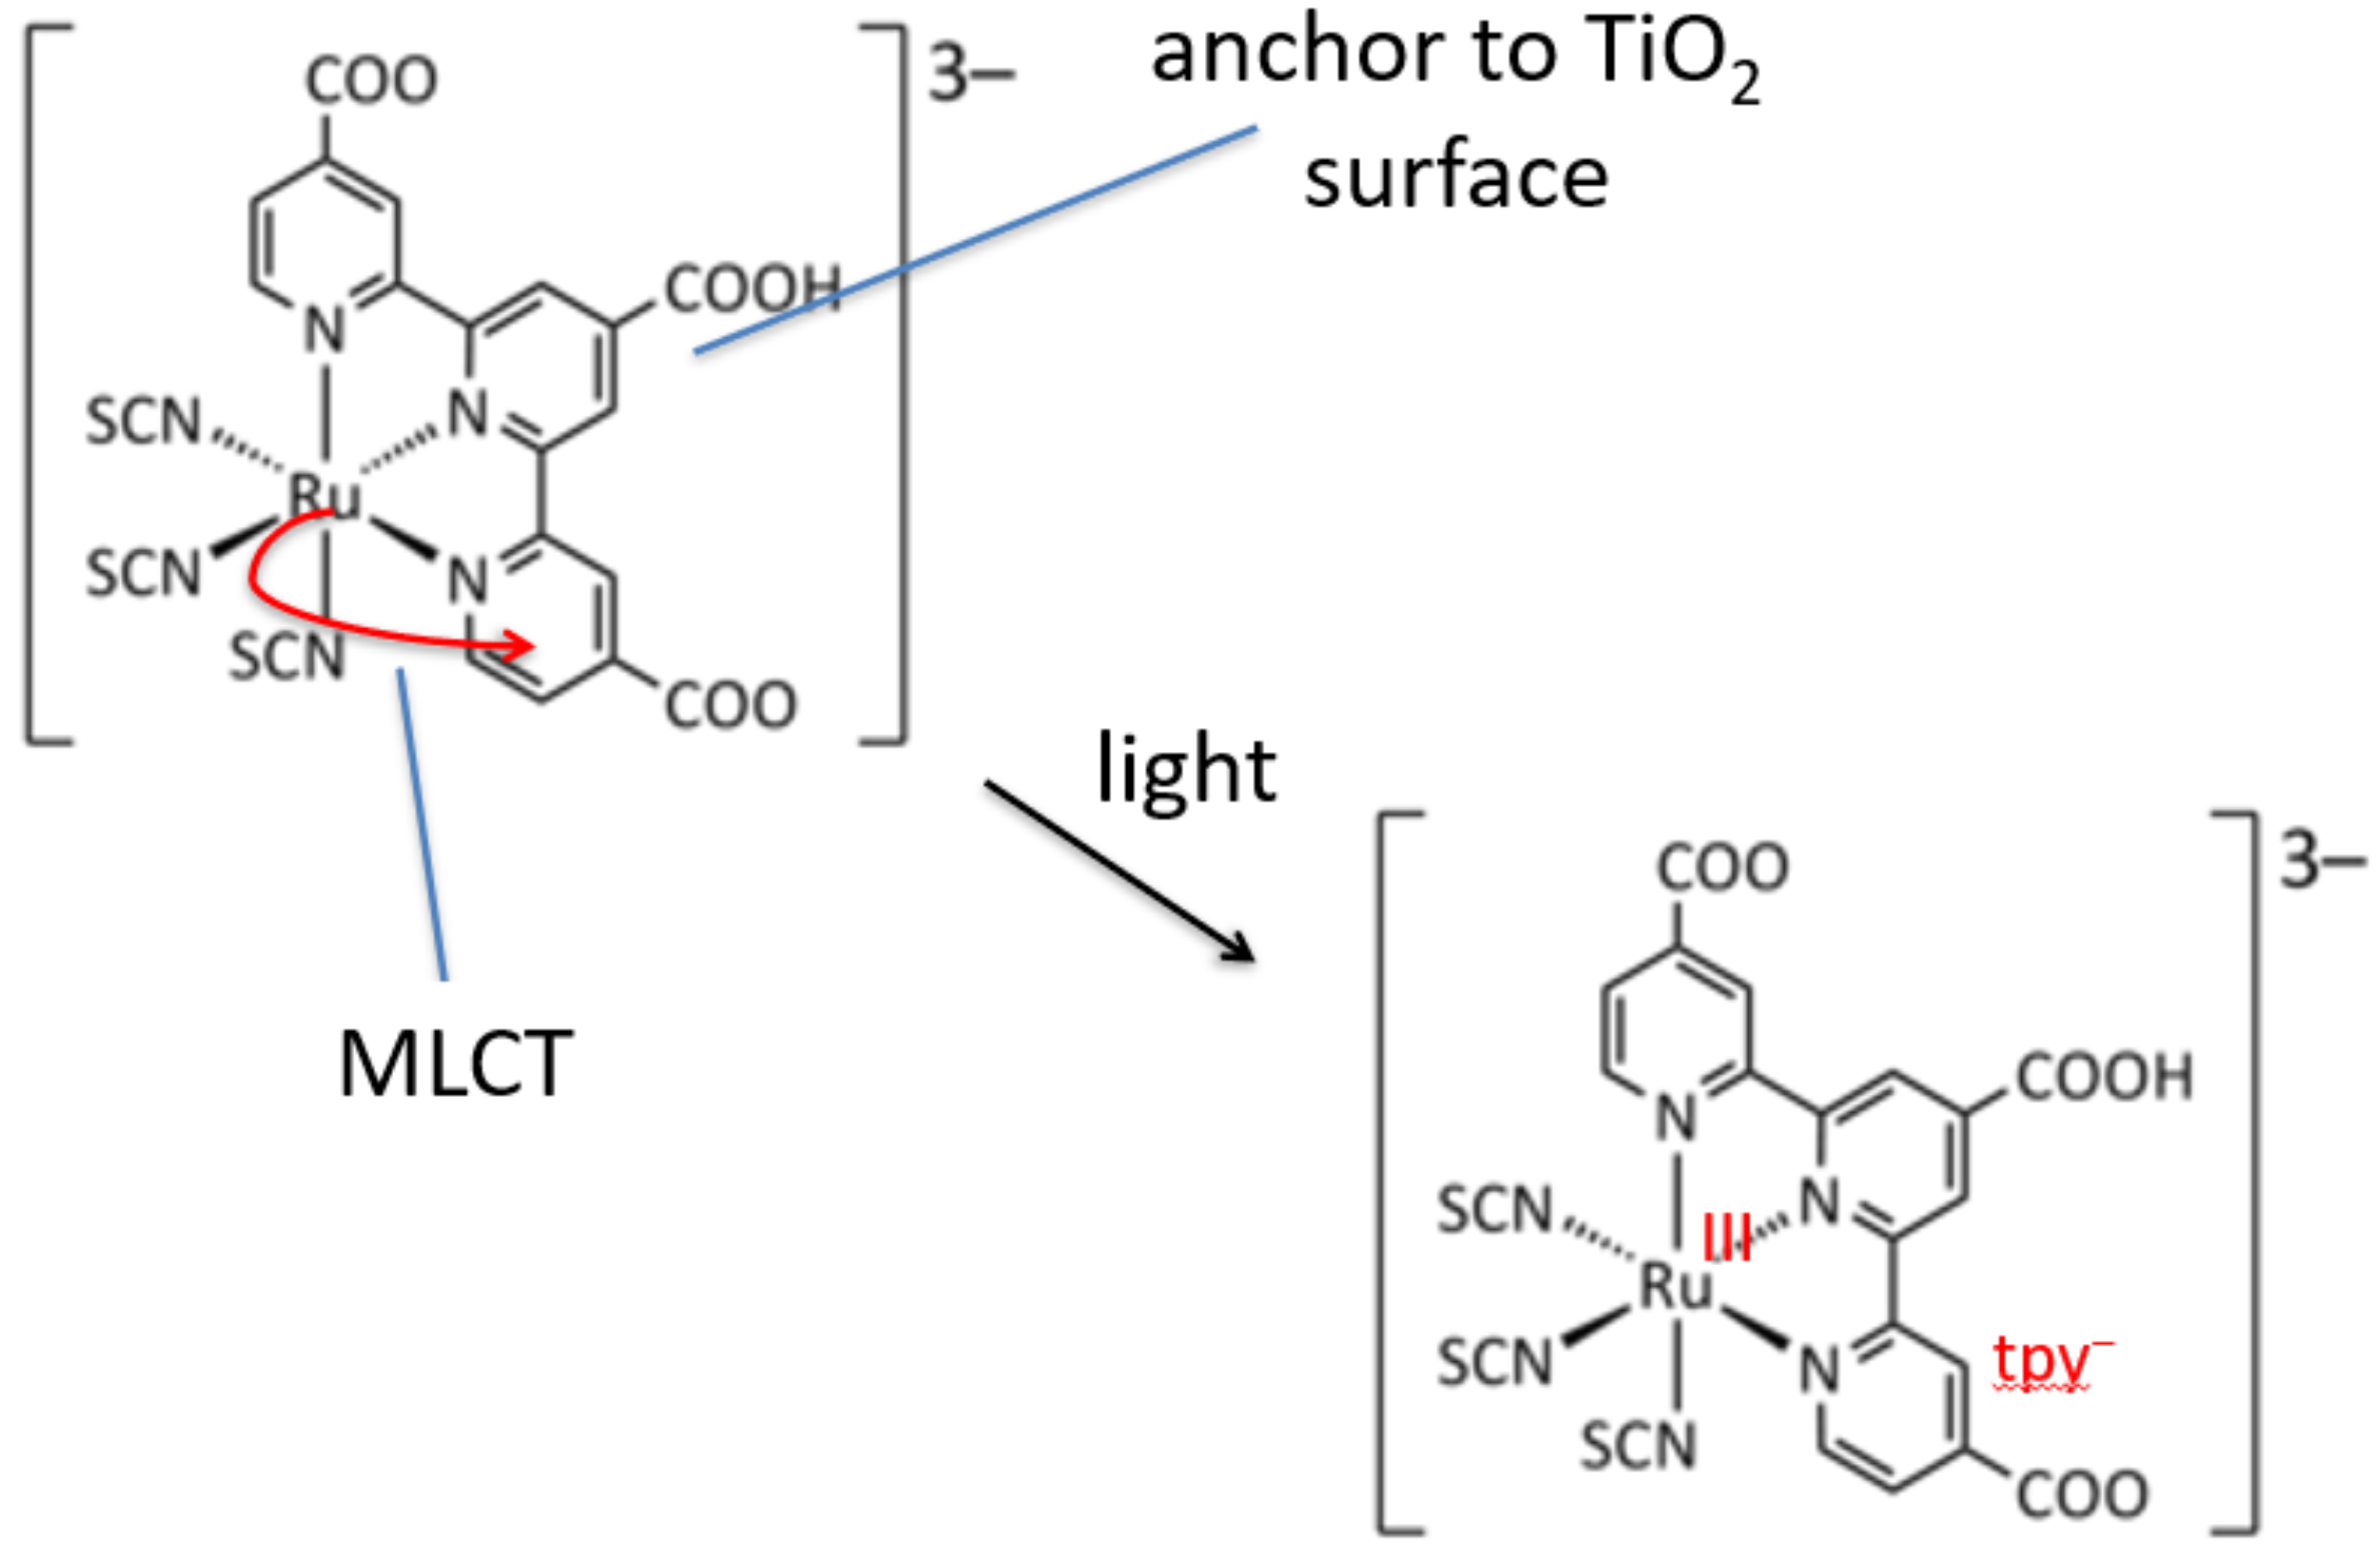 COO
3–
anchor to TiO₂
surface
COOH
N
SCN
N
Ru
SCN
N
SCN
COO
MLCT
light
3–
COO
COOH
N
SCN
N
III
Ru
SCN
N
tpy–
SCN
COO